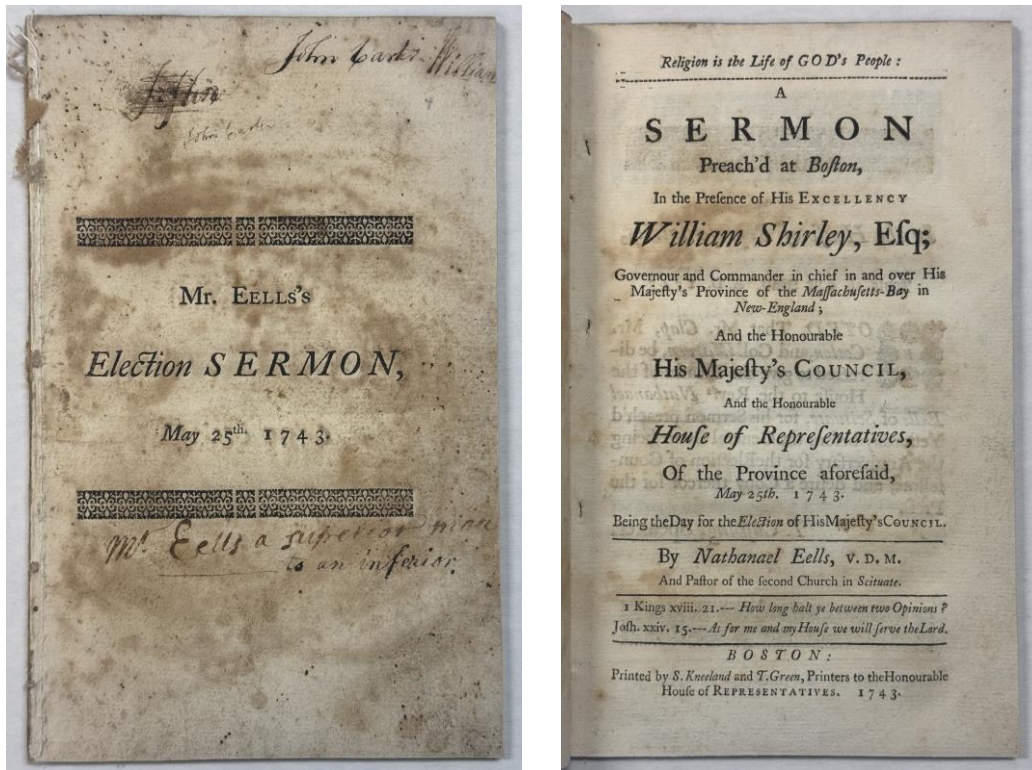 John
William
John
Mr. EELLS's
Election SERMON,
May 25th. 1743.
Mr. Eells a superior man
to an inferior.
Religion is the Life of GOD's People:
A
SERMON
Preach'd at Boſton,
In the Preſence of His EXCELLENCY
William Shirley, Eſq;
Governour and Commander in chief in and over His
Majeſty's Province of the Maſſachuſetts-Bay in
New-England;
And the Honourable
His Majeſty's COUNCIL,
And the Honourable
Houſe of Repreſentatives,
Of the Province aforeſaid,
May 25th. 1743.
Being the Day for the Election of His Majeſty's COUNCIL.
By Nathanael Eells, V. D. M.
And Paſtor of the ſecond Church in Scituate.
1 Kings xviii. 21.--- How long halt ye between two Opinions?
Joſh. xxiv. 15.---As for me and my Houſe we will ſerve the Lord.
BOSTON:
Printed by S. Kneeland and T. Green, Printers to the Honourable
Houſe of REPRESENTATIVES. 1743.